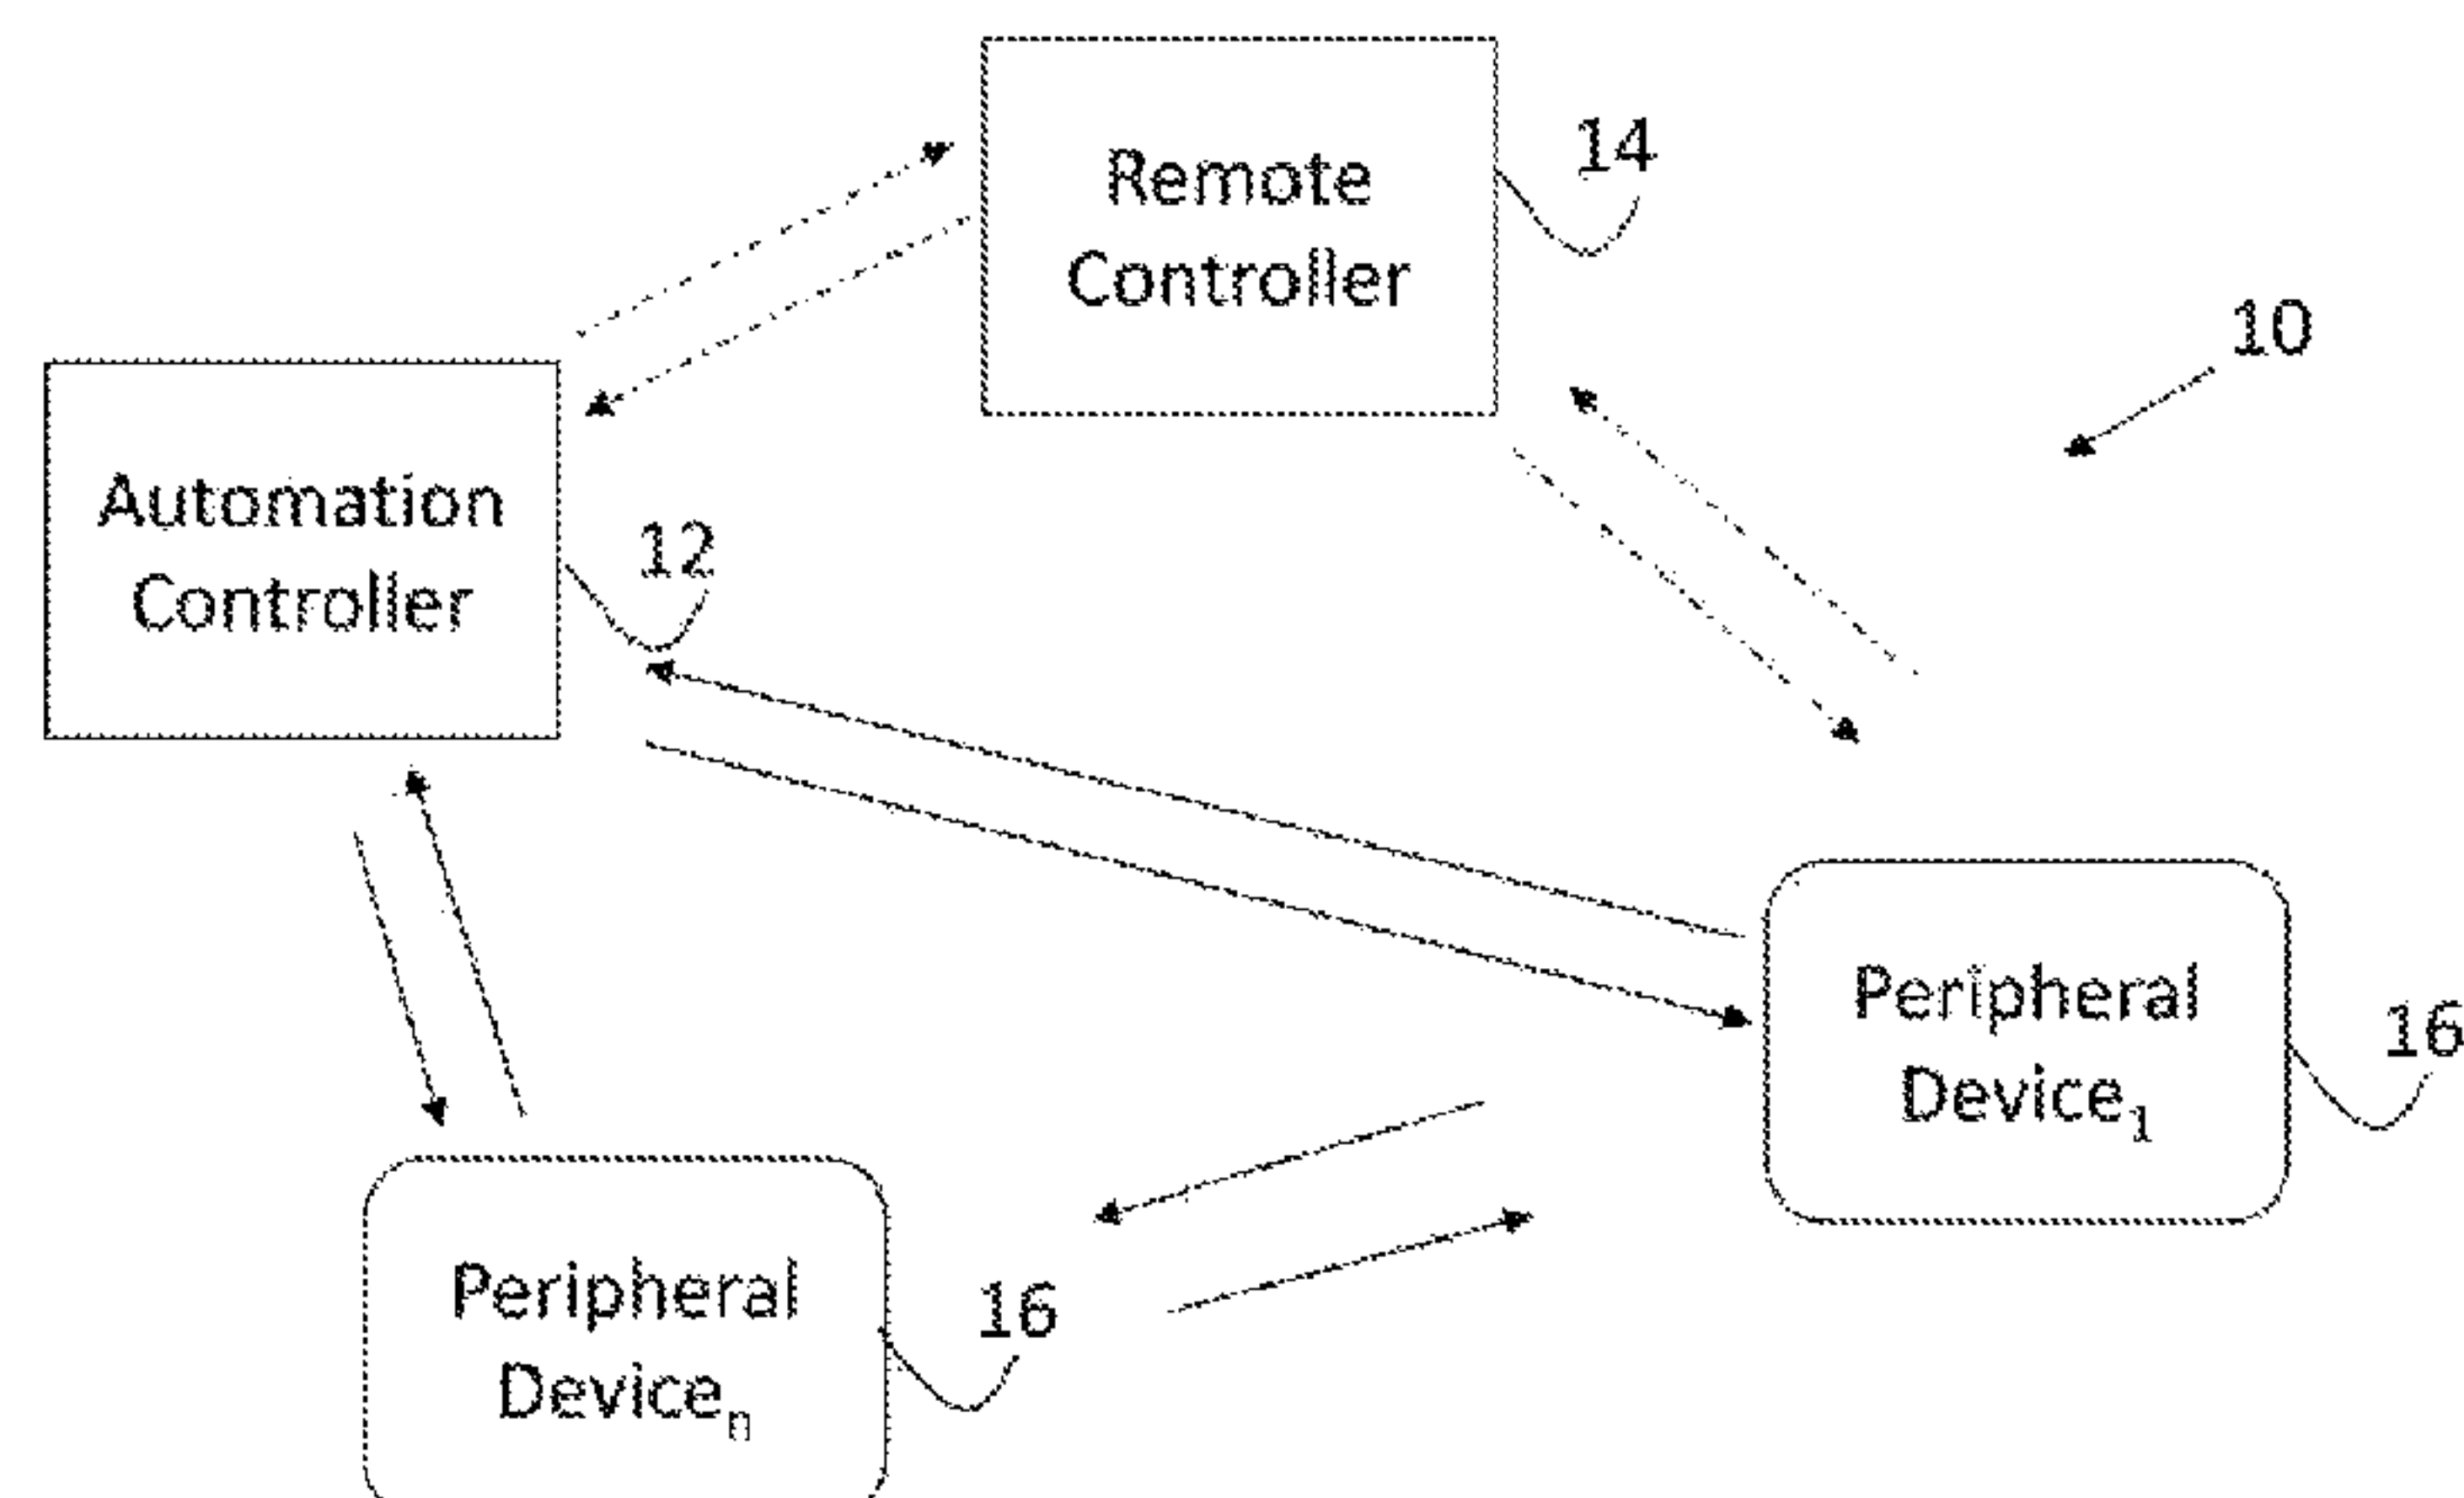 Remote
Controller
14
10
Automation
Controller
12
Peripheral
Device1
16
Peripheral
Devicen
16